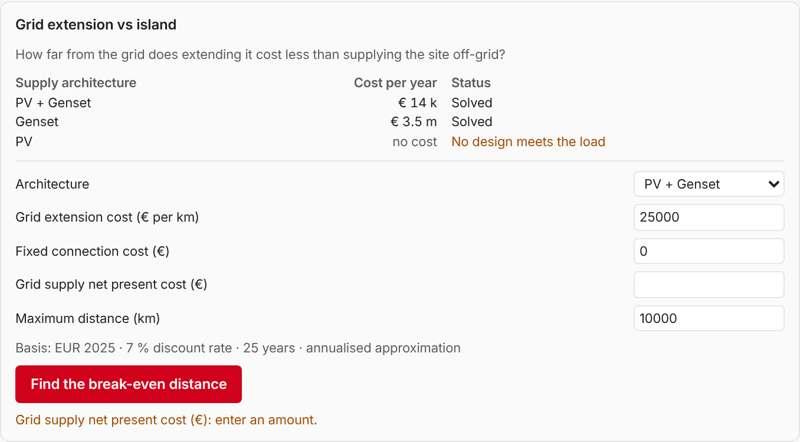 Grid extension vs island
How far from the grid does extending it cost less than supplying the site off-grid?
Supply architecture Cost per year Status
PV + Genset € 14 k Solved
Genset € 3.5 m Solved
PV no cost No design meets the load
Architecture PV + Genset
Grid extension cost (€ per km) 25000
Fixed connection cost (€) 0
Grid supply net present cost (€)
Maximum distance (km) 10000
Basis: EUR 2025 · 7 % discount rate · 25 years · annualised approximation
Find the break-even distance
Grid supply net present cost (€): enter an amount.